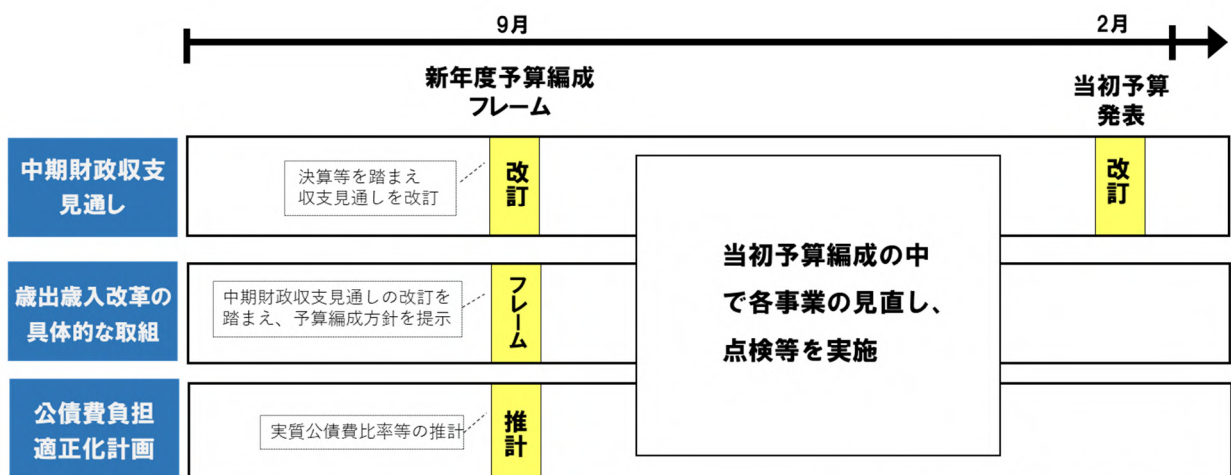 9月
2月
新年度予算編成
フレーム
当初予算
発表
中期財政収支
見通し
決算等を踏まえ
収支見通しを改訂
改訂
改訂
歳出歳入改革の
具体的な取組
中期財政収支見通しの改訂を
踏まえ、予算編成方針を提示
フレーム
当初予算編成の中
で各事業の見直し、
点検等を実施
公債費負担
適正化計画
実質公債費比率等の推計
推計